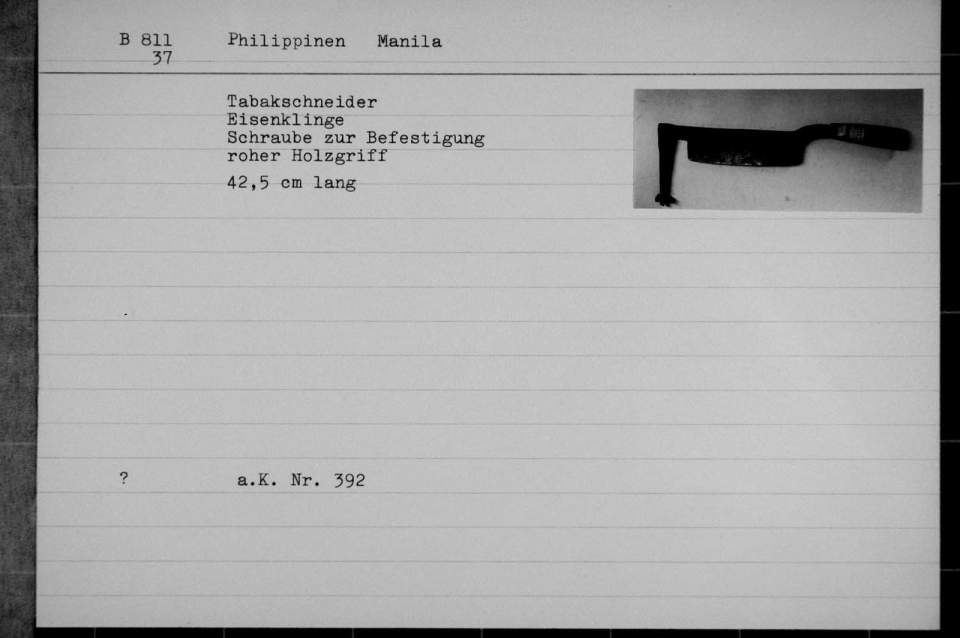 B 811 Philippinen Manila
37
Tabakschneider
Eisenklinge
Schraube zur Befestigung
roher Holzgriff
42,5 cm lang
? a.K. Nr. 392